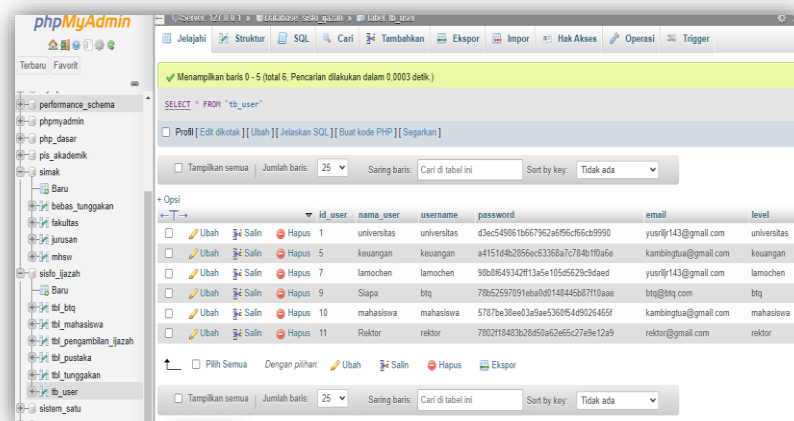 phpMyAdmin
Terbaru Favorit
performance_schema
phpmyadmin
php_dasar
pis_akademik
simak
Baru
bebas_tunggakan
fakultas
jurusan
mhsw
sisfo_ijazah
Baru
tbl_btq
tbl_mahasiswa
tbl_pengambilan_ijazah
tbl_pustaka
tbl_tunggakan
tb_user
sistem_satu
Server: 127.0.0.1 » Database: sisfo_ijazah » Tabel: tb_user
Jelajahi Struktur SQL Cari Tambahkan Ekspor Impor Hak Akses Operasi Trigger
Menampilkan baris 0 - 5 (total 6, Pencarian dilakukan dalam 0,0003 detik.)
SELECT * FROM `tb_user`
Profil [ Edit dikotak ] [ Ubah ] [ Jelaskan SQL ] [ Buat kode PHP ] [ Segarkan ]
Tampilkan semua | Jumlah baris: 25 Saring baris: Cari di tabel ini Sort by key: Tidak ada
+ Opsi
←T→ id_user nama_user username password email level
Ubah Salin Hapus 1 universitas universitas d3ec549861b667962a6f96cf66cb9990 yusriljr143@gmail.com universitas
Ubah Salin Hapus 5 keuangan keuangan a4151d4b2856ec63368a7c784b1f0a6e kambingtua@gmail.com keuangan
Ubah Salin Hapus 7 lamochen lamochen 98b8f649342ff13a5e105d5629c9daed yusriljr143@gmail.com lamochen
Ubah Salin Hapus 9 Siapa btq 78b52597091eba0d0148445b87f10aae btq@btq.com btq
Ubah Salin Hapus 10 mahasiswa mahasiswa 5787be38ee03a9ae5360f54d9026465f kambingtua@gmail.com mahasiswa
Ubah Salin Hapus 11 Rektor rektor 7802f18483b28d50a62e65c27e9e12a9 rektor@gmail.com rektor
Pilih Semua Dengan pilihan: Ubah Salin Hapus Ekspor
Tampilkan semua | Jumlah baris: 25 Saring baris: Cari di tabel ini Sort by key: Tidak ada